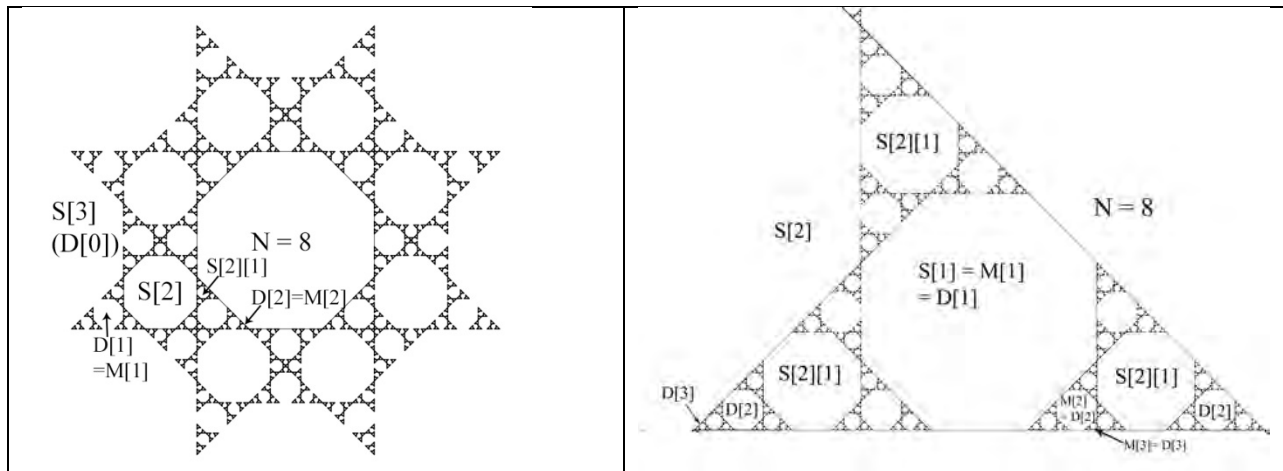 S[3]
(D[0])
N = 8
S[2][1]
S[2]
D[2]=M[2]
D[1]
=M[1]
S[2][1]
N = 8
S[2]
S[1] = M[1]
= D[1]
S[2][1]
S[2][1]
D[3]
D[2]
M[2]
= D[2]
D[2]
M[3]= D[3]